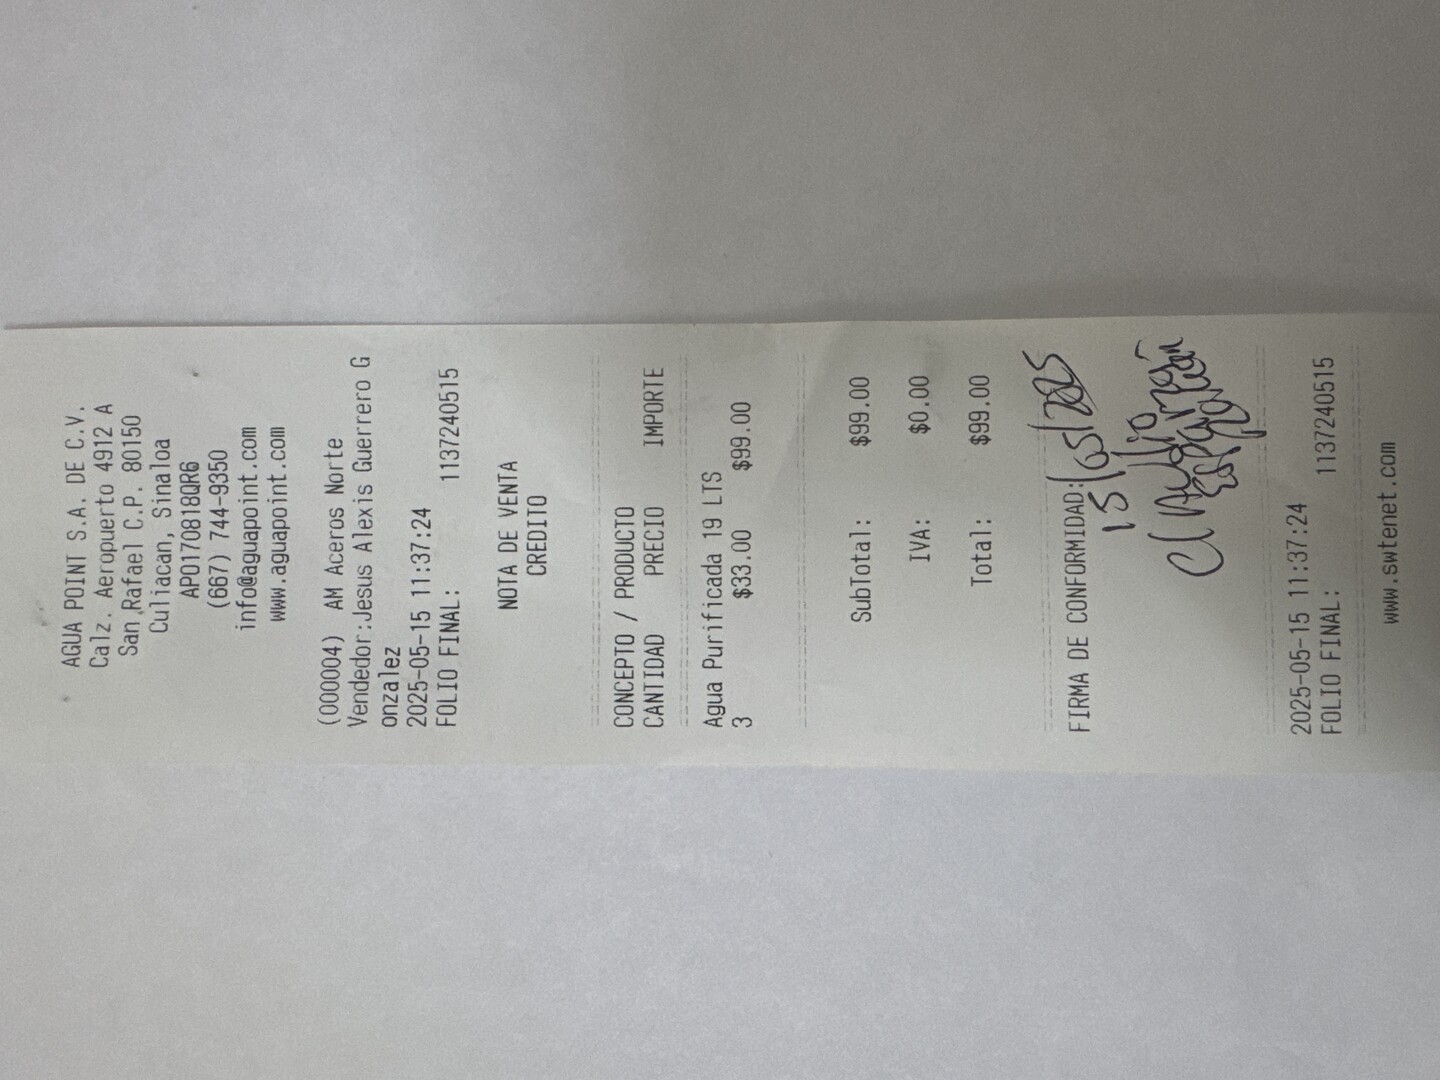 AGUA POINT S.A. DE C.V.
Calz. Aeropuerto 4912 A
San Rafael C.P. 80150
Culiacan, Sinaloa
APO170818QR6
(667) 744-9350
info@aguapoint.com
www.aguapoint.com
(000004) AM Aceros Norte
Vendedor:Jesus Alexis Guerrero G
onzalez
2025-05-15 11:37:24
FOLIO FINAL: 1137240515
NOTA DE VENTA
CREDITO
CONCEPTO / PRODUCTO
CANTIDAD PRECIO IMPORTE
Agua Purificada 19 LTS
3 $33.00 $99.00
SubTotal: $99.00
IVA: $0.00
Total: $99.00
FIRMA DE CONFORMIDAD:
15/05/2025
Claudio
2025-05-15 11:37:24
FOLIO FINAL: 1137240515
www.swtenet.com